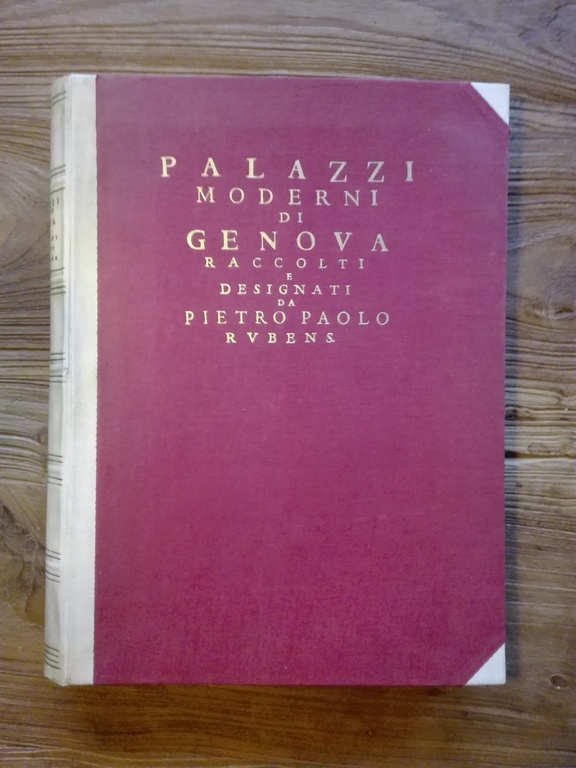 PALAZZI
MODERNI
DI
GENOVA
RACCOLTI
E
DESIGNATI
DA
PIETRO PAOLO
RVBENS.